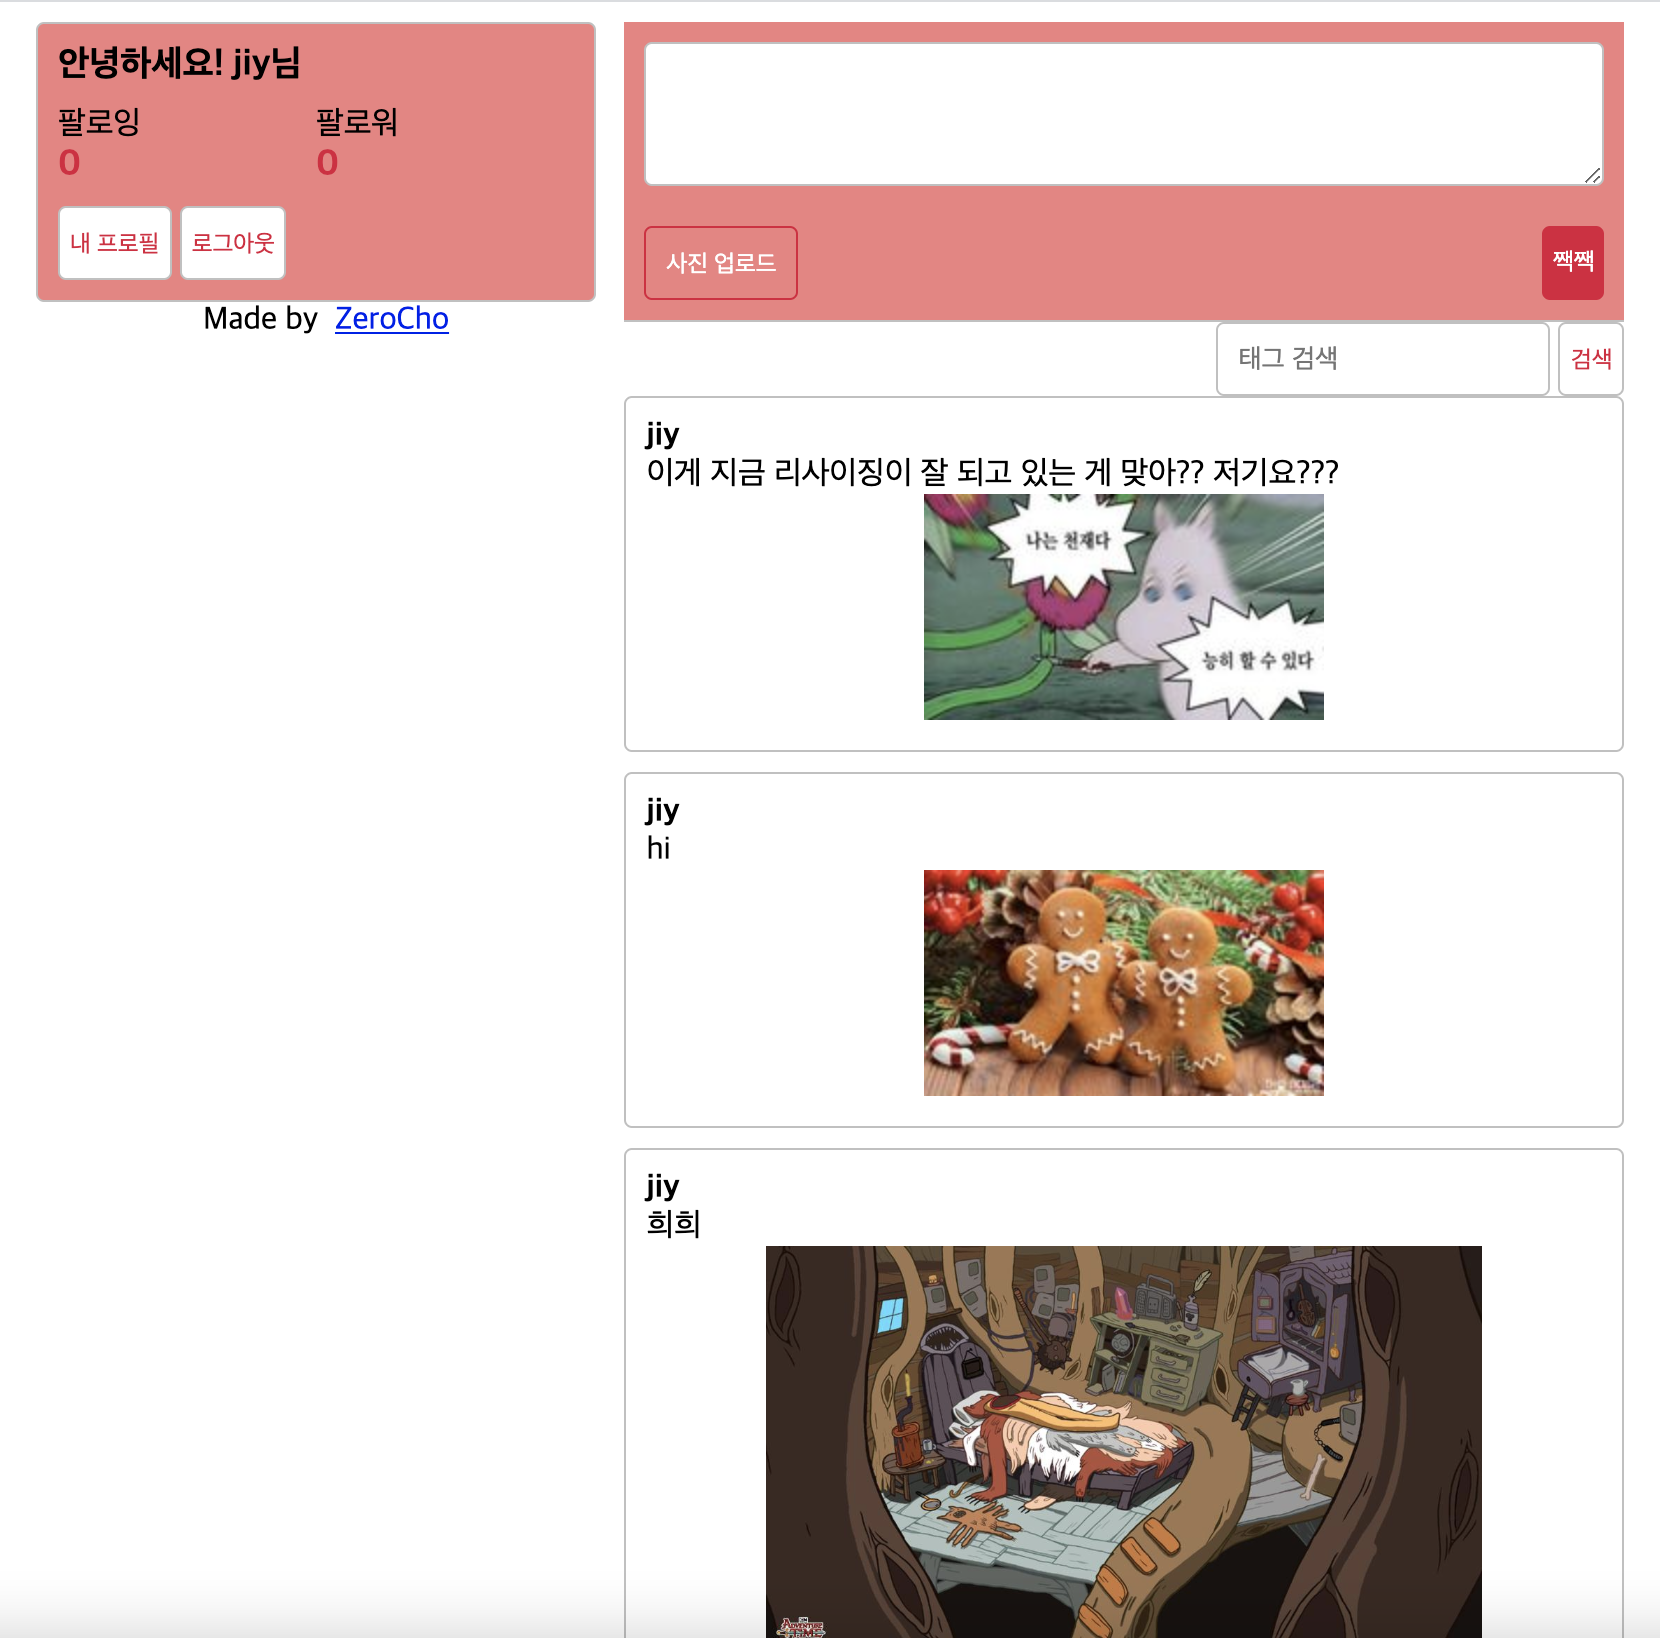 안녕하세요! jiy님
팔로잉
0
팔로워
0
내 프로필
로그아웃
Made by ZeroCho
사진 업로드
짹짹
태그 검색
검색
jiy
이게 지금 리사이징이 잘 되고 있는 게 맞아?? 저기요???
나는 천재다
능히 할 수 있다
jiy
hi
jiy
희희
ADVENTURE
TIME